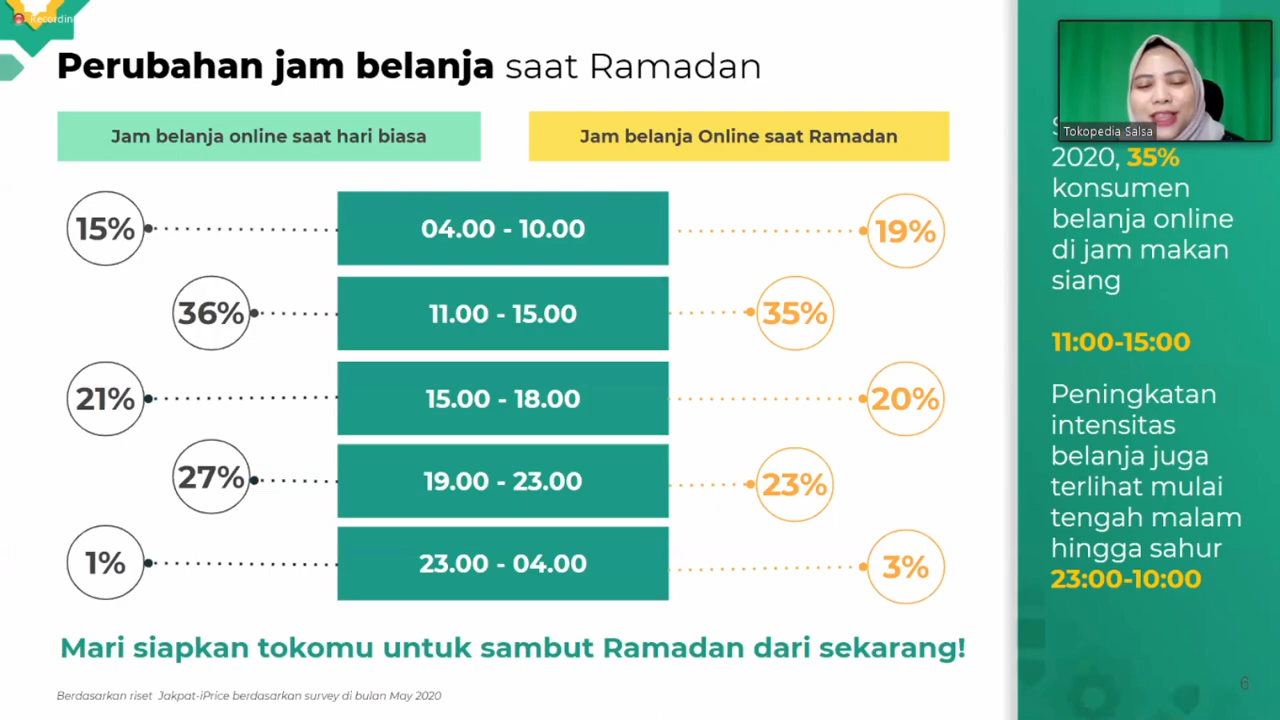 Recording
Perubahan jam belanja saat Ramadan
Jam belanja online saat hari biasa
Jam belanja Online saat Ramadan
15%
04.00 - 10.00
19%
36%
11.00 - 15.00
35%
21%
15.00 - 18.00
20%
27%
19.00 - 23.00
23%
1%
23.00 - 04.00
3%
Mari siapkan tokomu untuk sambut Ramadan dari sekarang!
Berdasarkan riset Jakpat-iPrice berdasarkan survey di bulan May 2020
Tokopedia Salsa
2020, 35%
konsumen
belanja online
di jam makan
siang
11:00-15:00
Peningkatan
intensitas
belanja juga
terlihat mulai
tengah malam
hingga sahur
23:00-10:00
6